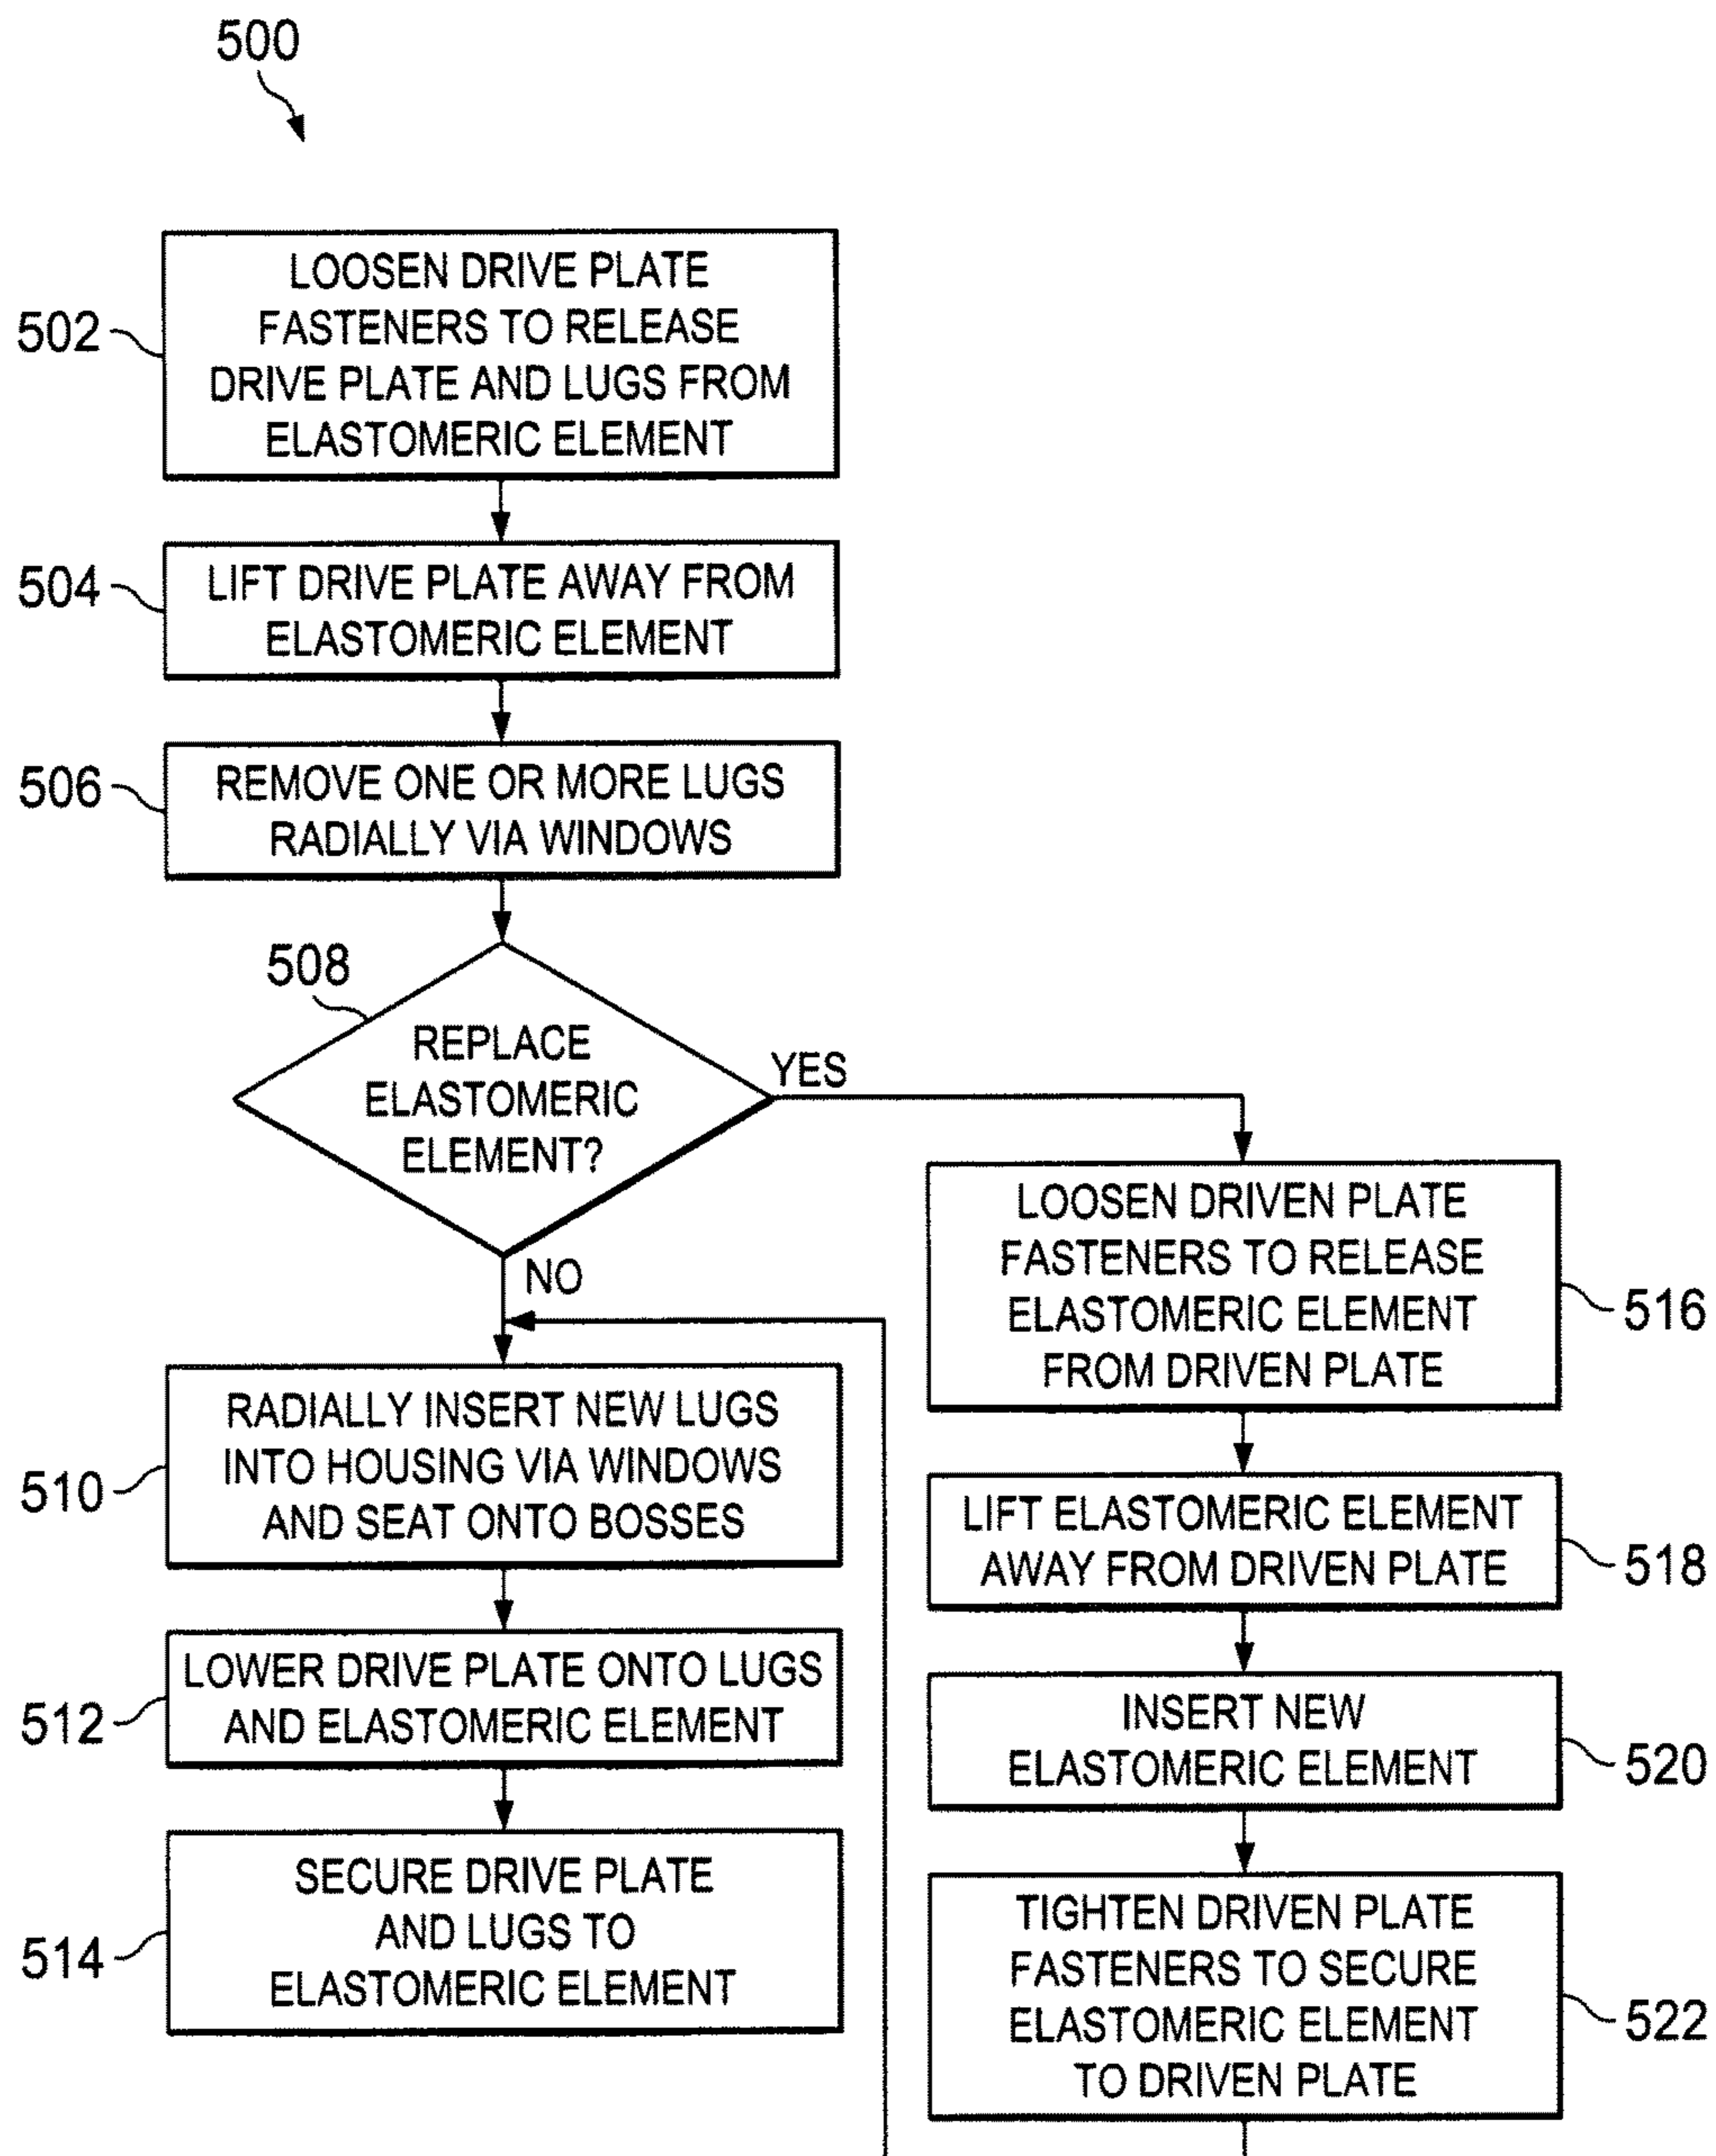 500
502
LOOSEN DRIVE PLATE
FASTENERS TO RELEASE
DRIVE PLATE AND LUGS FROM
ELASTOMERIC ELEMENT
504
LIFT DRIVE PLATE AWAY FROM
ELASTOMERIC ELEMENT
506
REMOVE ONE OR MORE LUGS
RADIALLY VIA WINDOWS
508
REPLACE
ELASTOMERIC
ELEMENT?
YES
NO
510
RADIALLY INSERT NEW LUGS
INTO HOUSING VIA WINDOWS
AND SEAT ONTO BOSSES
512
LOWER DRIVE PLATE ONTO LUGS
AND ELASTOMERIC ELEMENT
514
SECURE DRIVE PLATE
AND LUGS TO
ELASTOMERIC ELEMENT
LOOSEN DRIVEN PLATE
FASTENERS TO RELEASE
ELASTOMERIC ELEMENT
FROM DRIVEN PLATE
516
LIFT ELASTOMERIC ELEMENT
AWAY FROM DRIVEN PLATE
518
INSERT NEW
ELASTOMERIC ELEMENT
520
TIGHTEN DRIVEN PLATE
FASTENERS TO SECURE
ELASTOMERIC ELEMENT
TO DRIVEN PLATE
522